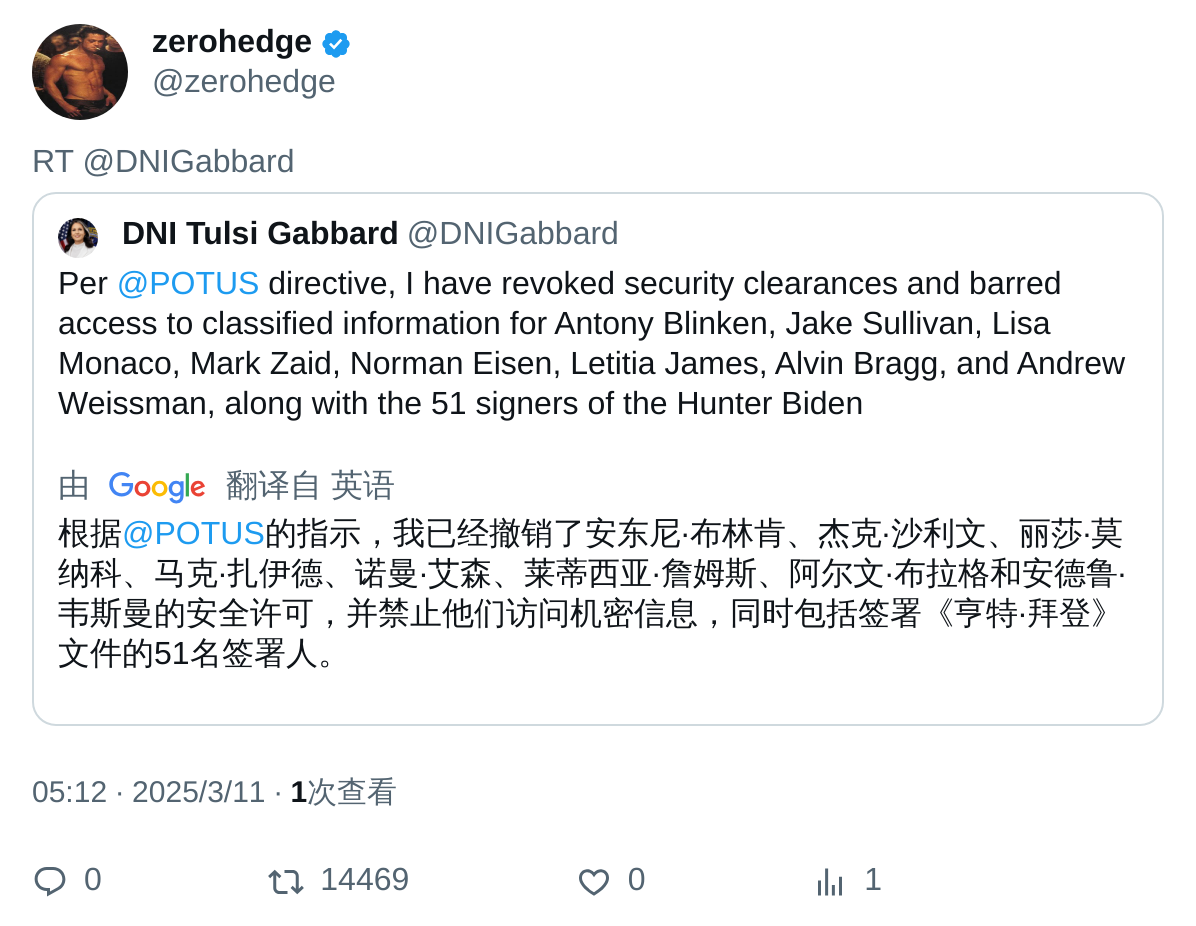 zerohedge
@zerohedge
RT @DNIGabbard
DNI Tulsi Gabbard @DNIGabbard
Per @POTUS directive, I have revoked security clearances and barred
access to classified information for Antony Blinken, Jake Sullivan, Lisa
Monaco, Mark Zaid, Norman Eisen, Letitia James, Alvin Bragg, and Andrew
Weissman, along with the 51 signers of the Hunter Biden
由 Google 翻译自 英语
根据@POTUS的指示，我已经撤销了安东尼·布林肯、杰克·沙利文、丽莎·莫
纳科、马克·扎伊德、诺曼·艾森、莱蒂西亚·詹姆斯、阿尔文·布拉格和安德鲁·
韦斯曼的安全许可，并禁止他们访问机密信息，同时包括签署《亨特·拜登》
文件的51名签署人。
05:12 · 2025/3/11 · 1次查看
0 14469 0 1